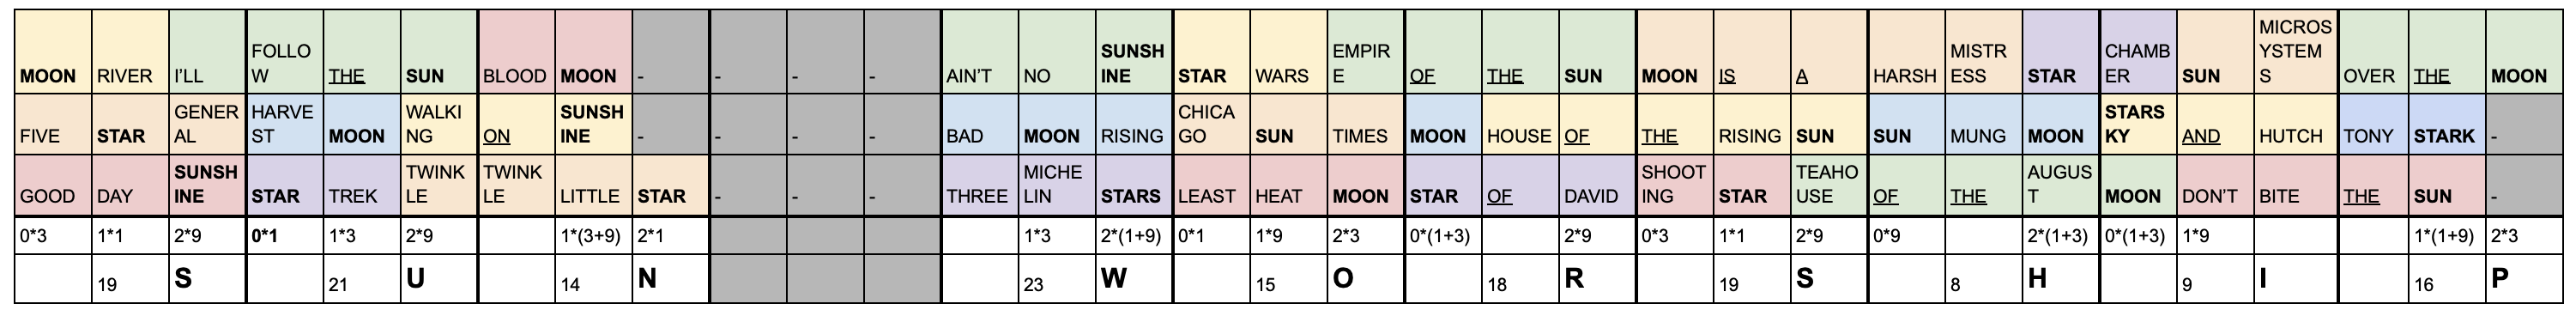 MOON RIVER I'LL FOLLOW THE SUN BLOOD MOON - - - - AIN'T NO SUNSHINE STAR WARS EMPIRE OF THE SUN MOON IS A HARSH MISTRESS STAR CHAMBER SUN MICROSYSTEMS OVER THE MOON
FIVE STAR GENERAL HARVEST MOON WALKING ON SUNSHINE - - - - BAD MOON RISING CHICAGO SUN TIMES MOON HOUSE OF THE RISING SUN SUN MUNG MOON STARSKY AND HUTCH TONY STARK -
GOOD DAY SUNSHINE STAR TREK TWINKLE TWINKLE LITTLE STAR - - - THREE MICHELIN STARS LEAST HEAT MOON STAR OF DAVID SHOOTING STAR TEAHOUSE OF THE AUGUST MOON DON'T BITE THE SUN -
0*3 1*1 2*9 0*1 1*3 2*9 1*(3+9) 2*1 1*3 2*(1+9) 0*1 1*9 2*3 0*(1+3) 2*9 0*3 1*1 2*9 0*9 2*(1+3) 0*(1+3) 1*9 1*(1+9) 2*3
19 S 21 U 14 N 23 W 15 O 18 R 19 S 8 H 9 I 16 P